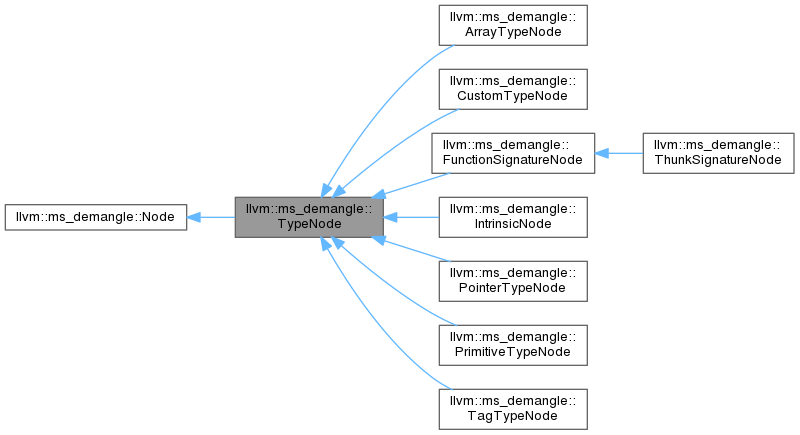 llvm::ms_demangle::
ArrayTypeNode
llvm::ms_demangle::
CustomTypeNode
llvm::ms_demangle::
FunctionSignatureNode
llvm::ms_demangle::
ThunkSignatureNode
llvm::ms_demangle::Node
llvm::ms_demangle::
TypeNode
llvm::ms_demangle::
IntrinsicNode
llvm::ms_demangle::
PointerTypeNode
llvm::ms_demangle::
PrimitiveTypeNode
llvm::ms_demangle::
TagTypeNode